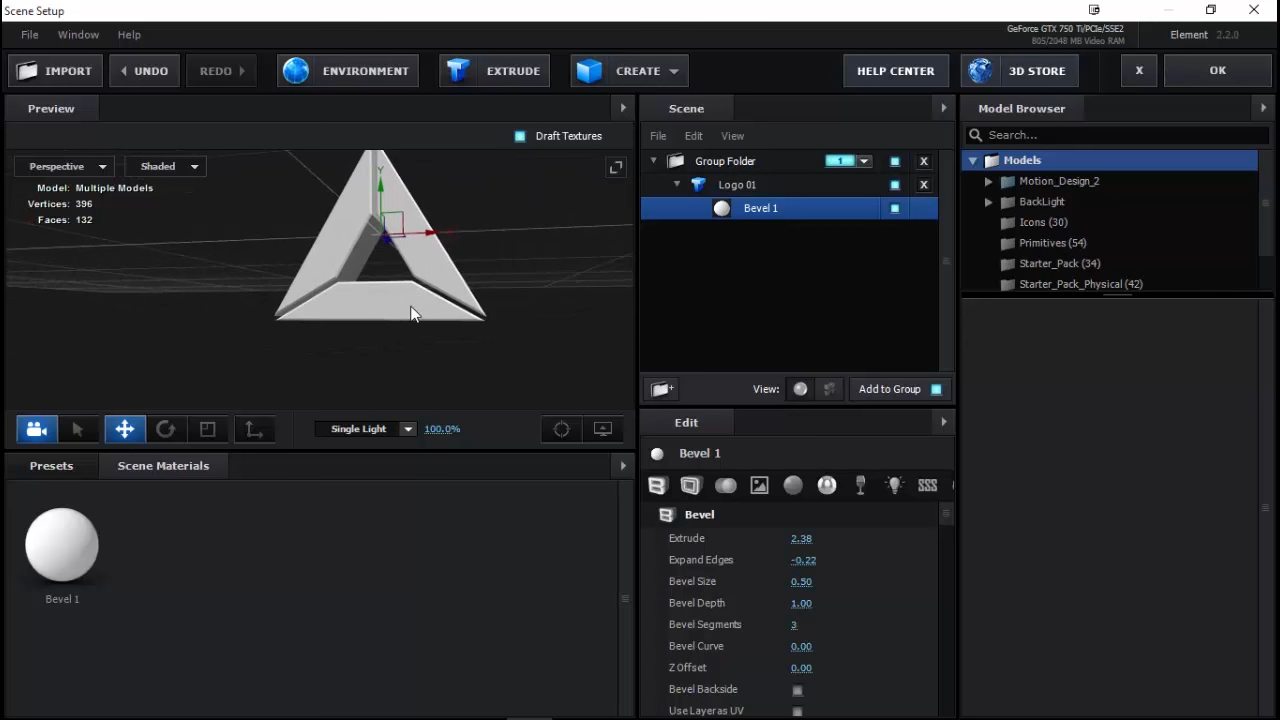 Scene Setup
File Window Help
GeForce GTX 750 Ti/PCIe/SSE2
805/2048 MB Video RAM
Element 2.2.0
IMPORT UNDO REDO ENVIRONMENT EXTRUDE CREATE HELP CENTER 3D STORE X OK
Preview
Draft Textures
Perspective Shaded
Model: Multiple Models
Vertices: 396
Faces: 132
Y
Single Light 100.0%
Presets Scene Materials
Bevel 1
Scene
File Edit View
Group Folder 1 X
Logo 01 X
Bevel 1
View: Add to Group
Edit
Bevel 1
Bevel
Extrude 2.38
Expand Edges -0.22
Bevel Size 0.50
Bevel Depth 1.00
Bevel Segments 3
Bevel Curve 0.00
Z Offset 0.00
Bevel Backside
Use Layer as UV
Model Browser
Search...
Models
Motion_Design_2
BackLight
Icons (30)
Primitives (54)
Starter_Pack (34)
Starter_Pack_Physical (42)